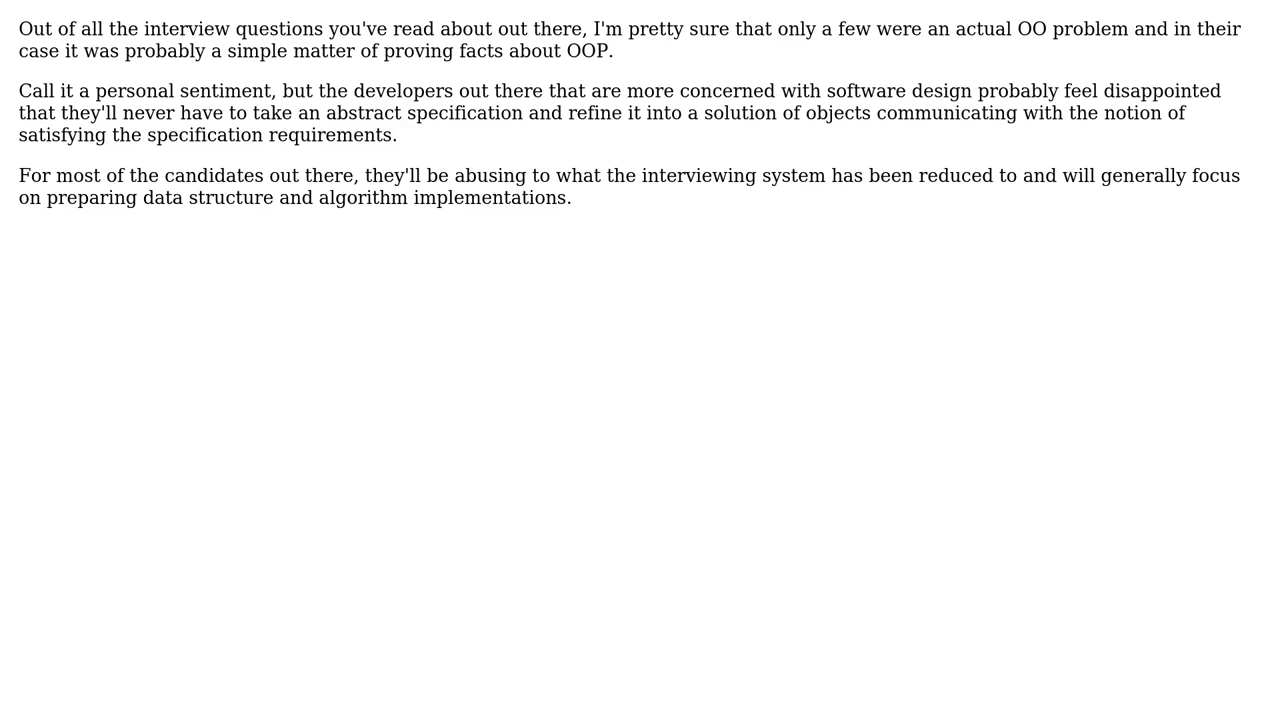 Out of all the interview questions you've read about out there, I'm pretty sure that only a few were an actual OO problem and in their
case it was probably a simple matter of proving facts about OOP.
Call it a personal sentiment, but the developers out there that are more concerned with software design probably feel disappointed
that they'll never have to take an abstract specification and refine it into a solution of objects communicating with the notion of
satisfying the specification requirements.
For most of the candidates out there, they'll be abusing to what the interviewing system has been reduced to and will generally focus
on preparing data structure and algorithm implementations.